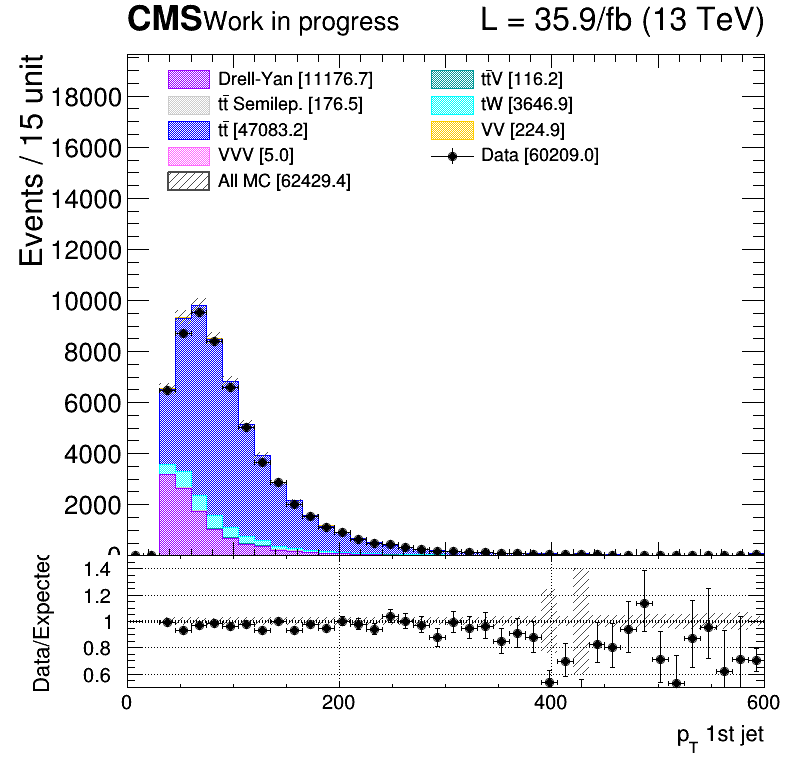 CMS Work in progress L = 35.9/fb (13 TeV)
Events / 15 unit
Drell-Yan [11176.7]
tt̄ Semilep. [176.5]
tt̄ [47083.2]
VVV [5.0]
All MC [62429.4]
tt̄V [116.2]
tW [3646.9]
VV [224.9]
Data [60209.0]
18000
16000
14000
12000
10000
8000
6000
4000
2000
0
Data/Expected
1.4
1.2
1
0.8
0.6
0 200 400 600
p_T 1st jet